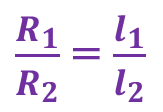 R₁/R₂ = l₁/l₂